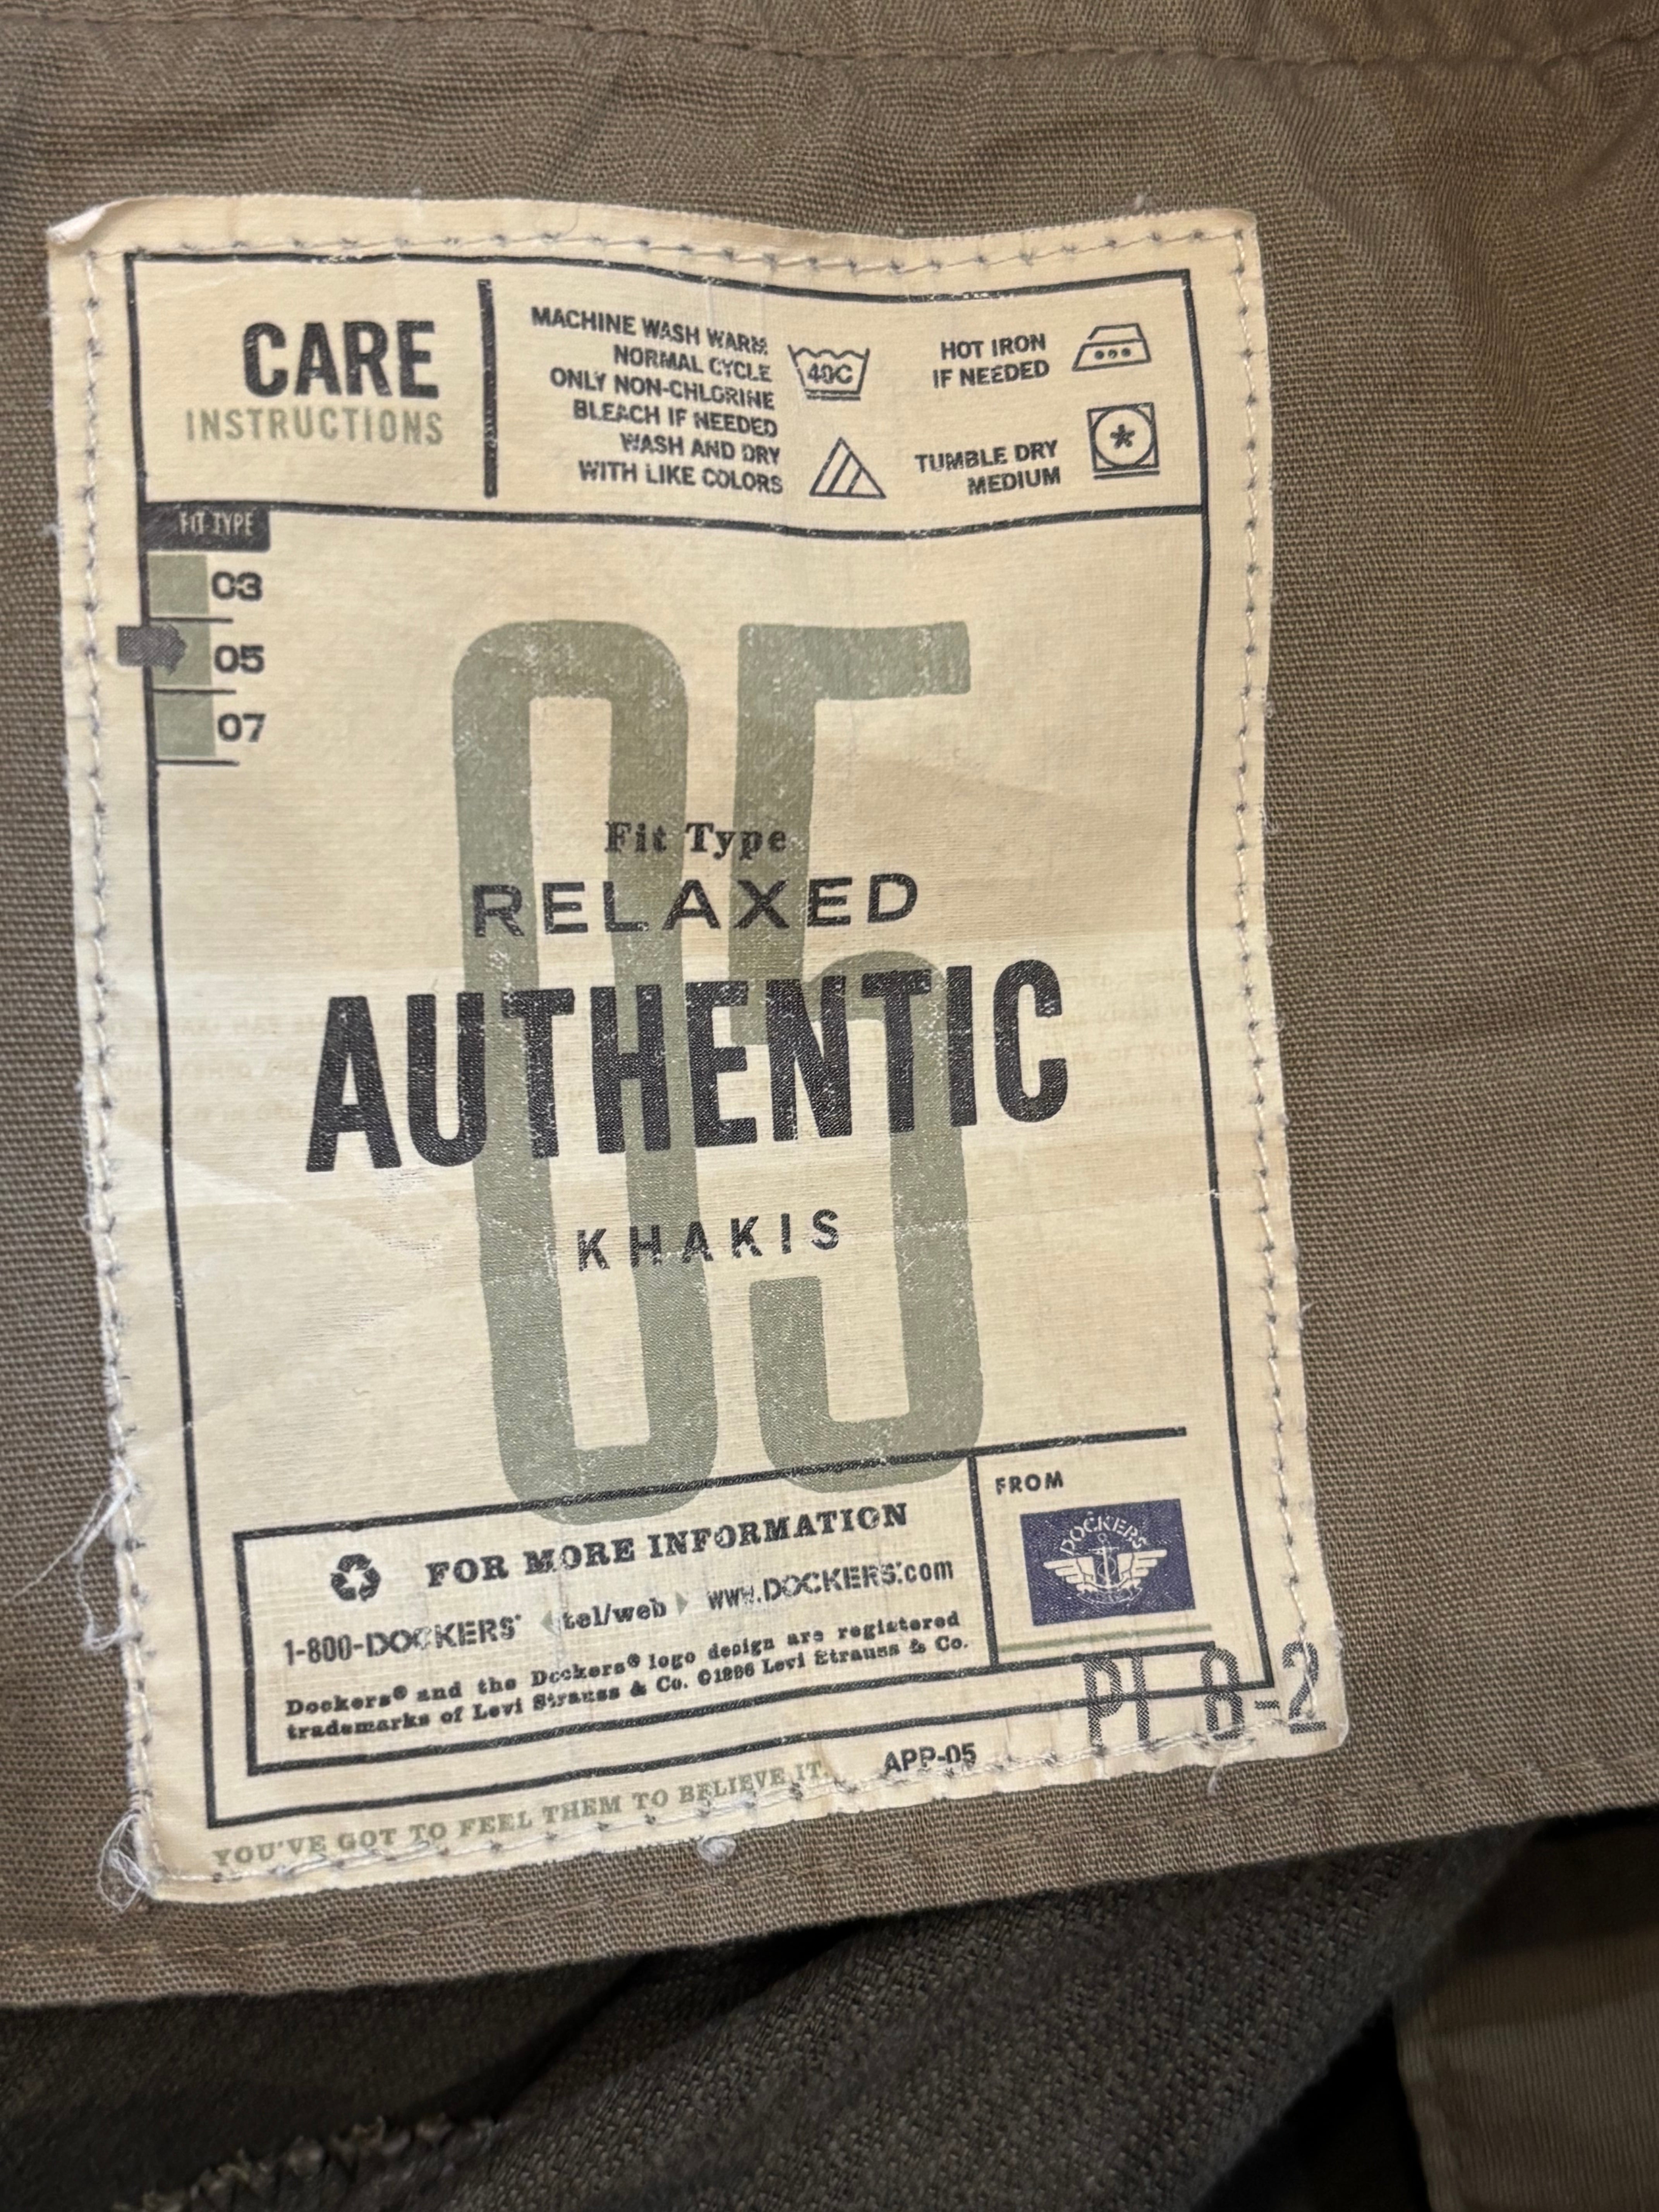 CARE
INSTRUCTIONS
MACHINE WASH WARM
NORMAL CYCLE
ONLY NON-CHLORINE
BLEACH IF NEEDED
WASH AND DRY
WITH LIKE COLORS
40C
HOT IRON
IF NEEDED
TUMBLE DRY
MEDIUM
FIT TYPE
03
05
07
05
Fit Type
RELAXED
AUTHENTIC
KHAKIS
FOR MORE INFORMATION
1-800-DOCKERS® tel/web www.DOCKERS®.com
Dockers® and the Dockers® logo design are registered
trademarks of Levi Strauss & Co. ©1996 Levi Strauss & Co.
FROM
DOCKERS
PI 8-2
APP-05
YOU'VE GOT TO FEEL THEM TO BELIEVE IT.